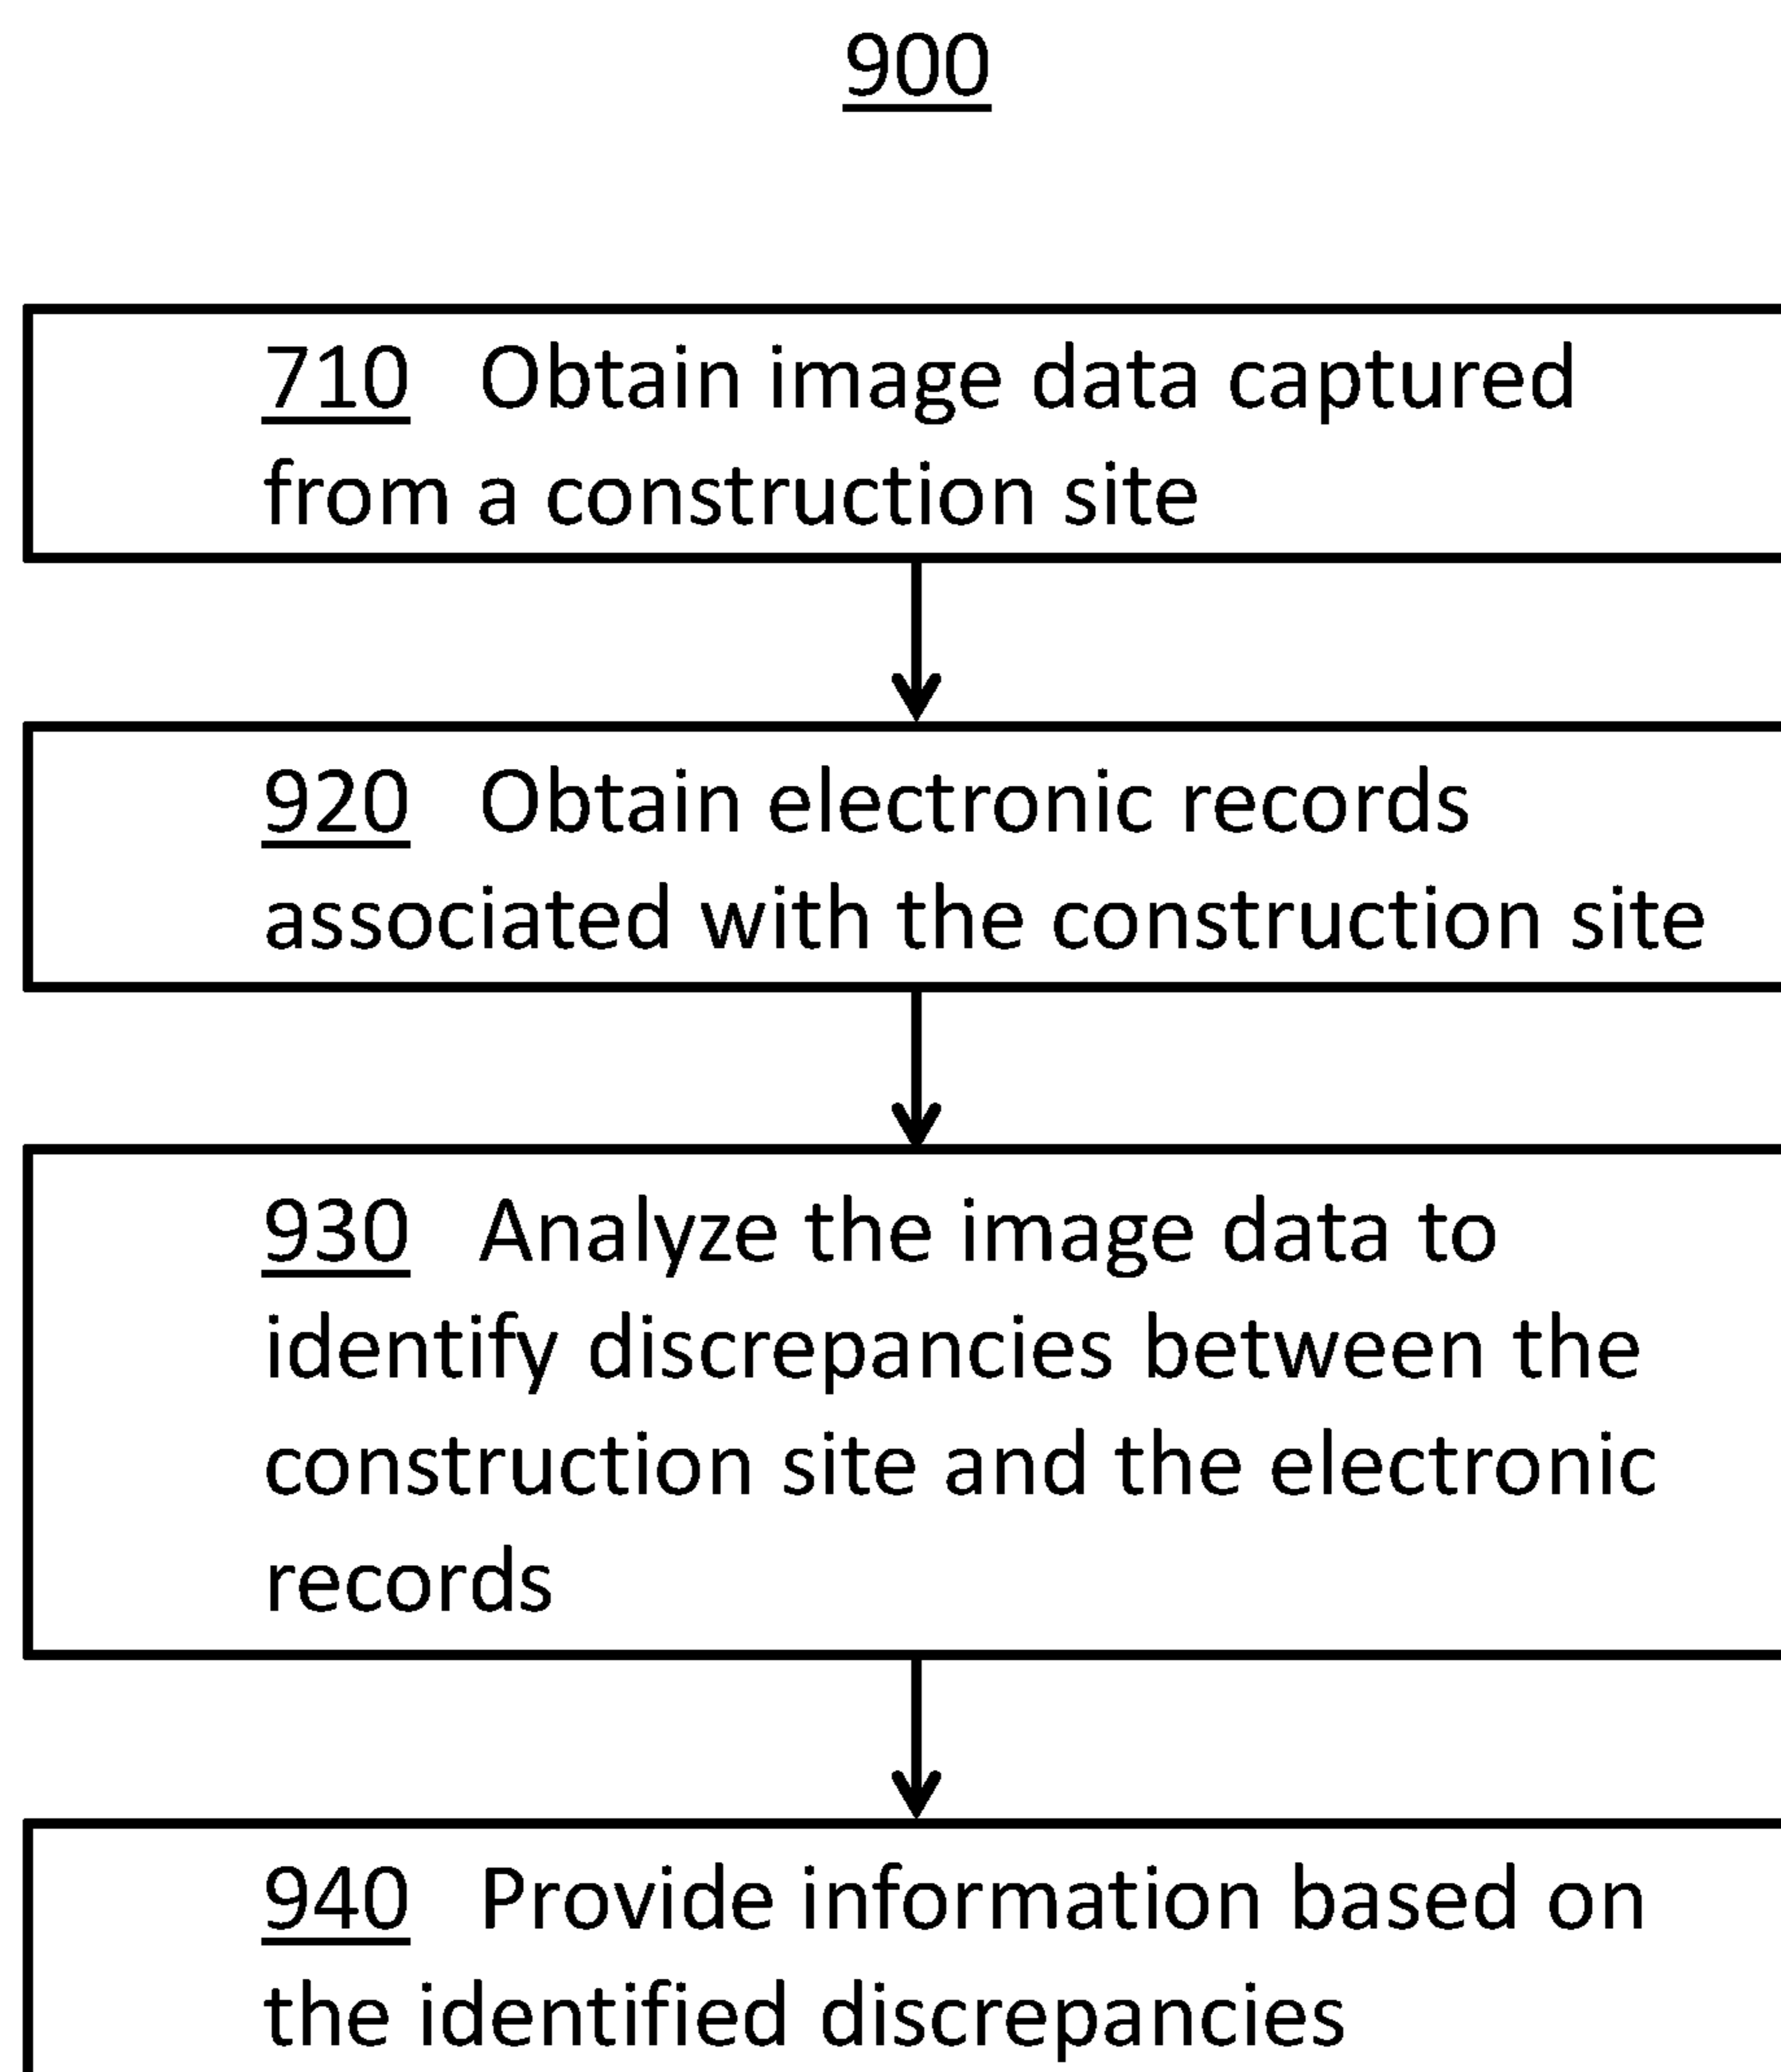 900
710 Obtain image data captured
from a construction site
920 Obtain electronic records
associated with the construction site
930 Analyze the image data to
identify discrepancies between the
construction site and the electronic
records
940 Provide information based on
the identified discrepancies